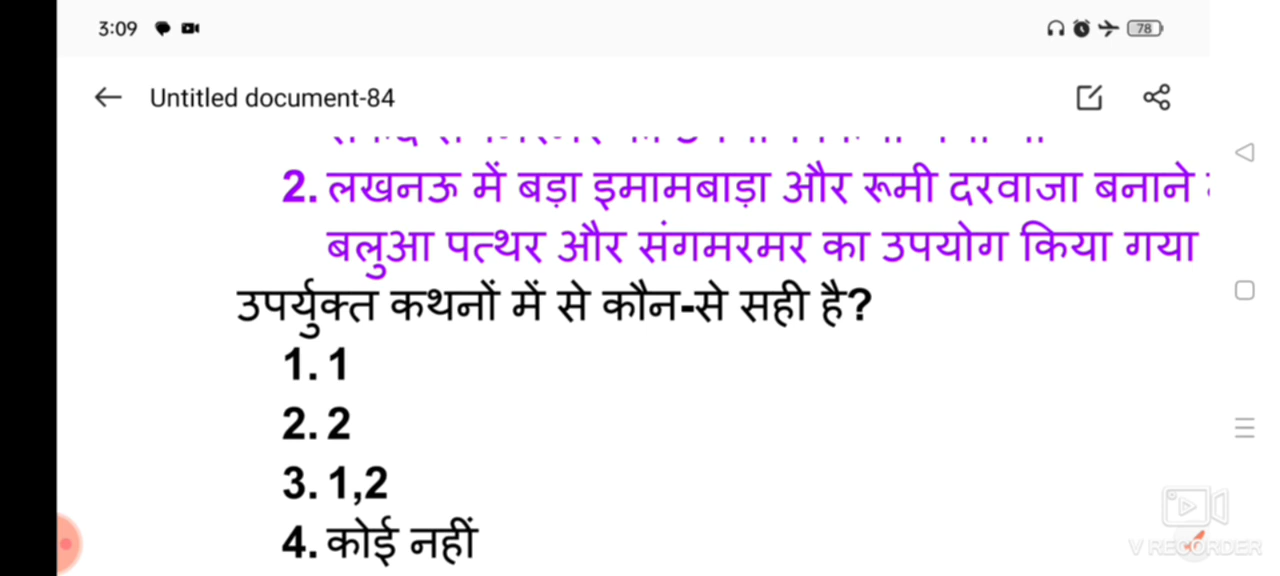 3:09
78
Untitled document-84
2. लखनऊ में बड़ा इमामबाड़ा और रूमी दरवाजा बनाने
बलुआ पत्थर और संगमरमर का उपयोग किया गया
उपर्युक्त कथनों में से कौन-से सही है?
1. 1
2. 2
3. 1,2
4. कोई नहीं
V RECORDER